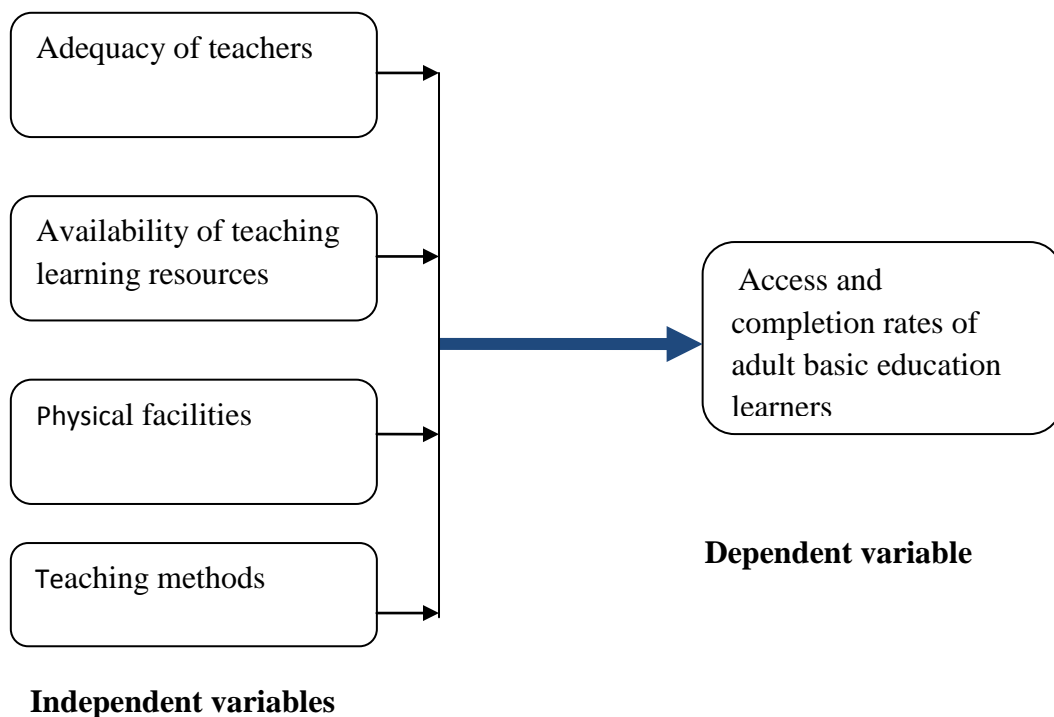 Adequacy of teachers
Availability of teaching
learning resources
Physical facilities
Teaching methods
Independent variables
Access and
completion rates of
adult basic education
learners
Dependent variable